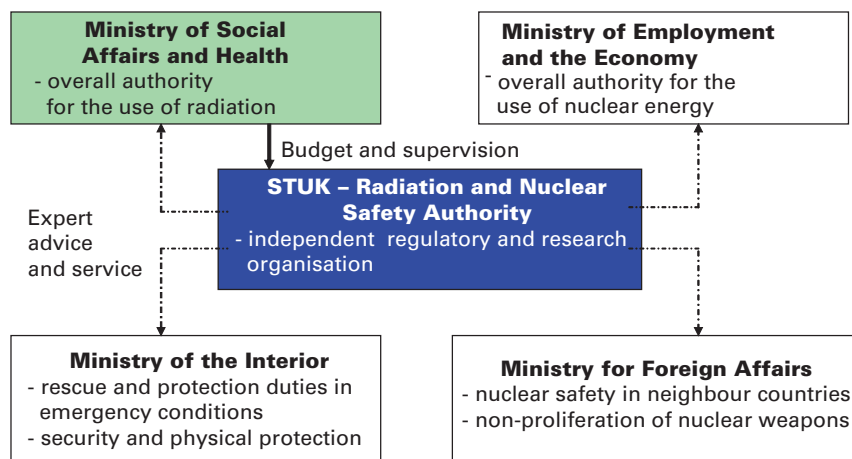 Ministry of Social
Affairs and Health
- overall authority
for the use of radiation
Ministry of Employment
and the Economy
- overall authority for the
use of nuclear energy
Budget and supervision
STUK – Radiation and Nuclear
Safety Authority
- independent regulatory and research
organisation
Expert
advice
and service
Ministry of the Interior
- rescue and protection duties in
emergency conditions
- security and physical protection
Ministry for Foreign Affairs
- nuclear safety in neighbour countries
- non-proliferation of nuclear weapons